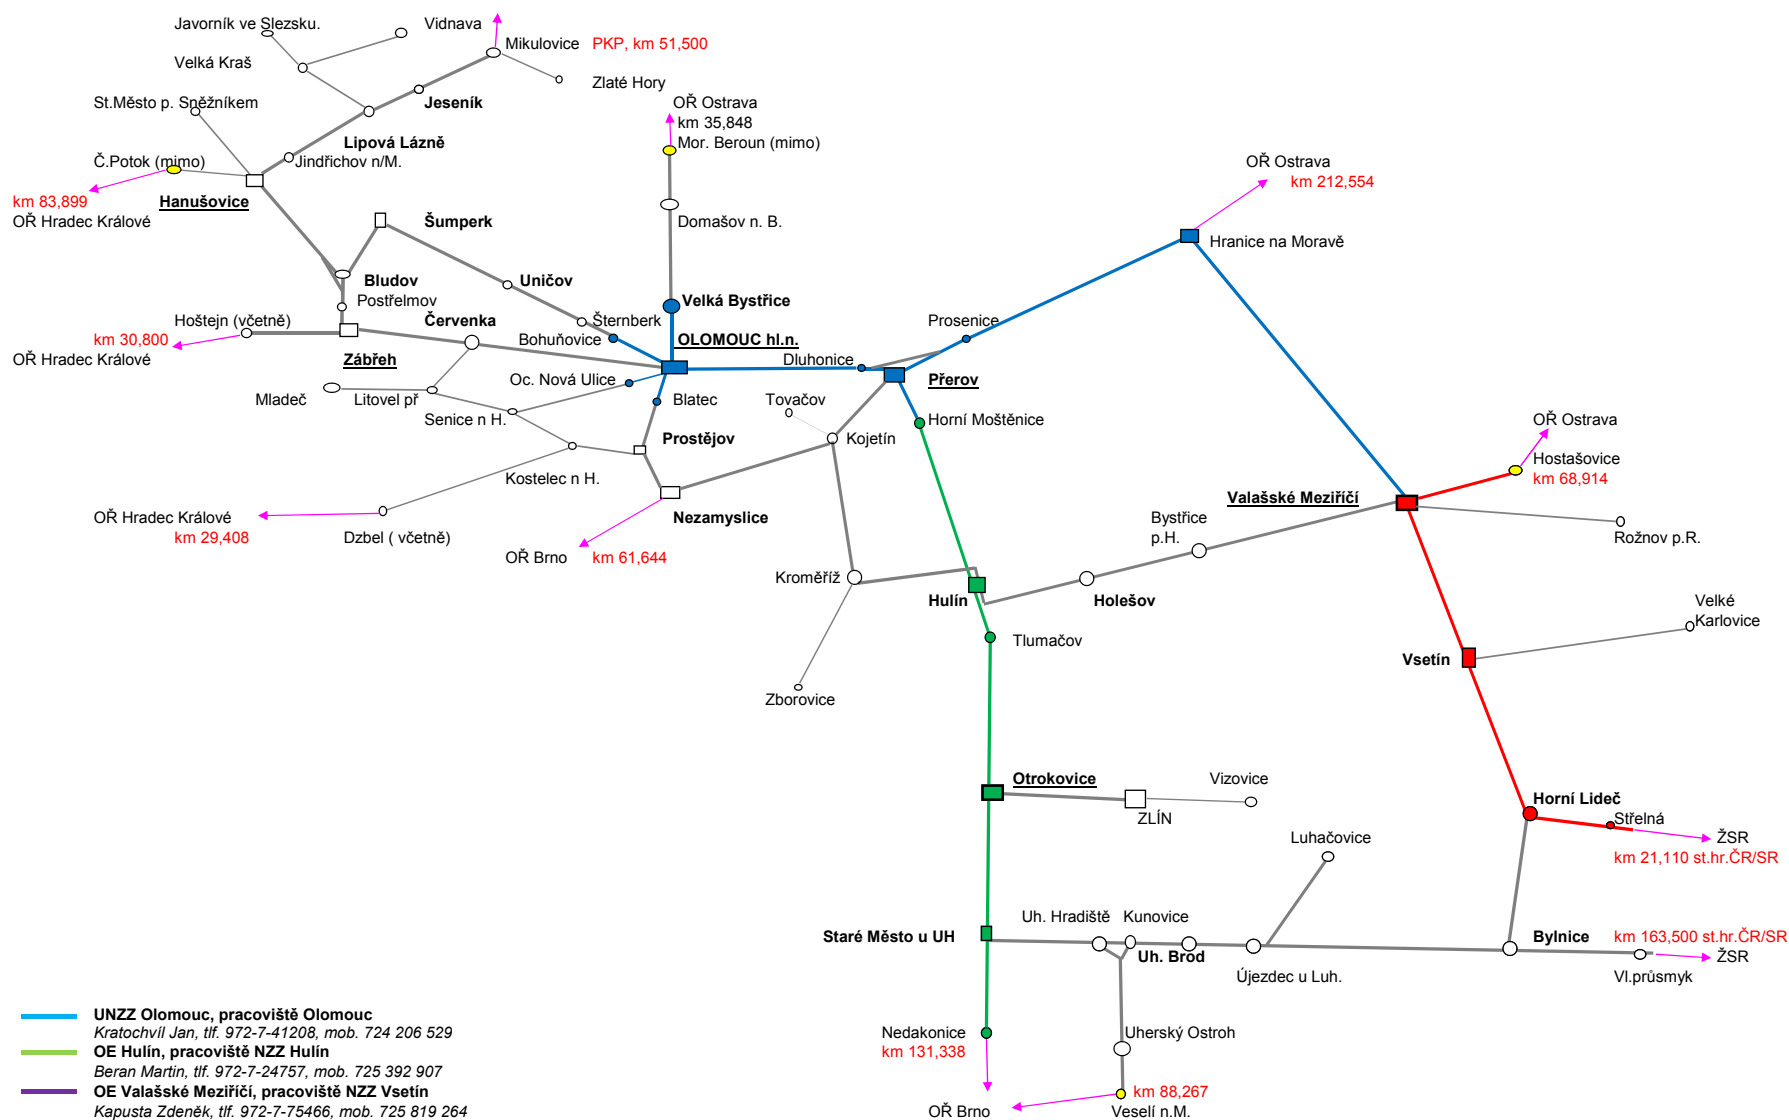 Javorník ve Slezsku.
Vidnava
Mikulovice
PKP, km 51,500
Velká Kraš
Zlaté Hory
Jeseník
St.Město p. Sněžníkem
OŘ Ostrava
km 35,848
Mor. Beroun (mimo)
Lipová Lázně
Č.Potok (mimo)
Jindřichov n/M.
OŘ Ostrava
km 212,554
km 83,899
Hanušovice
OŘ Hradec Králové
Šumperk
Domašov n. B.
Hranice na Moravě
Bludov
Uničov
Postřelmov
Velká Bystřice
Hoštejn (včetně)
Červenka
Šternberk
Prosenice
km 30,800
Bohuňovice
OLOMOUC hl.n.
OŘ Hradec Králové
Zábřeh
Dluhonice
Oc. Nová Ulice
Přerov
Mladeč
Litovel př
Blatec
Tovačov
Senice n H.
Horní Moštěnice
OŘ Ostrava
Prostějov
Kojetín
Hostašovice
km 68,914
Kostelec n H.
Valašské Meziříčí
OŘ Hradec Králové
Nezamyslice
Bystřice
p.H.
km 29,408
Dzbel ( včetně)
Rožnov p.R.
OŘ Brno
km 61,644
Kroměříž
Hulín
Holešov
Velké
Karlovice
Tlumačov
Vsetín
Zborovice
Otrokovice
Vizovice
ZLÍN
Horní Lideč
Střelná
Luhačovice
ŽSR
km 21,110 st.hr.ČR/SR
Uh. Hradiště
Kunovice
Staré Město u UH
Bylnice
km 163,500 st.hr.ČR/SR
Uh. Brod
ŽSR
Újezdec u Luh.
Vl.průsmyk
UNZZ Olomouc, pracoviště Olomouc
Kratochvíl Jan, tlf. 972-7-41208, mob. 724 206 529
Nedakonice
Uherský Ostroh
km 131,338
OE Hulín, pracoviště NZZ Hulín
Beran Martin, tlf. 972-7-24757, mob. 725 392 907
OE Valašské Meziříčí, pracoviště NZZ Vsetín
km 88,267
Kapusta Zdeněk, tlf. 972-7-75466, mob. 725 819 264
OŘ Brno
Veselí n.M.